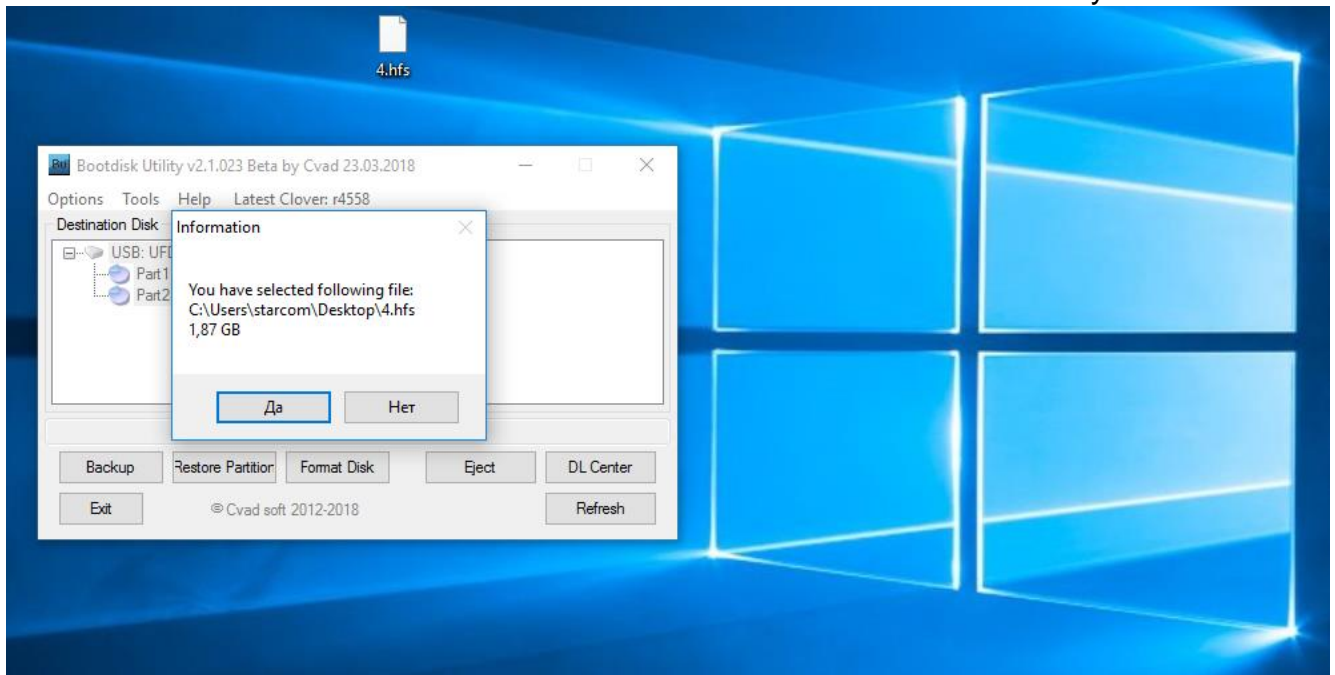 4.hfs
Bu Bootdisk Utility v2.1.023 Beta by Cvad 23.03.2018
Options Tools Help Latest Clover: r4558
Destination Disk
Information
USB: UFD
Part1
Part2
You have selected following file:
C:\Users\starcom\Desktop\4.hfs
1,87 GB
Да Нет
Backup Restore Partition Format Disk Eject DL Center
Exit © Cvad soft 2012-2018 Refresh